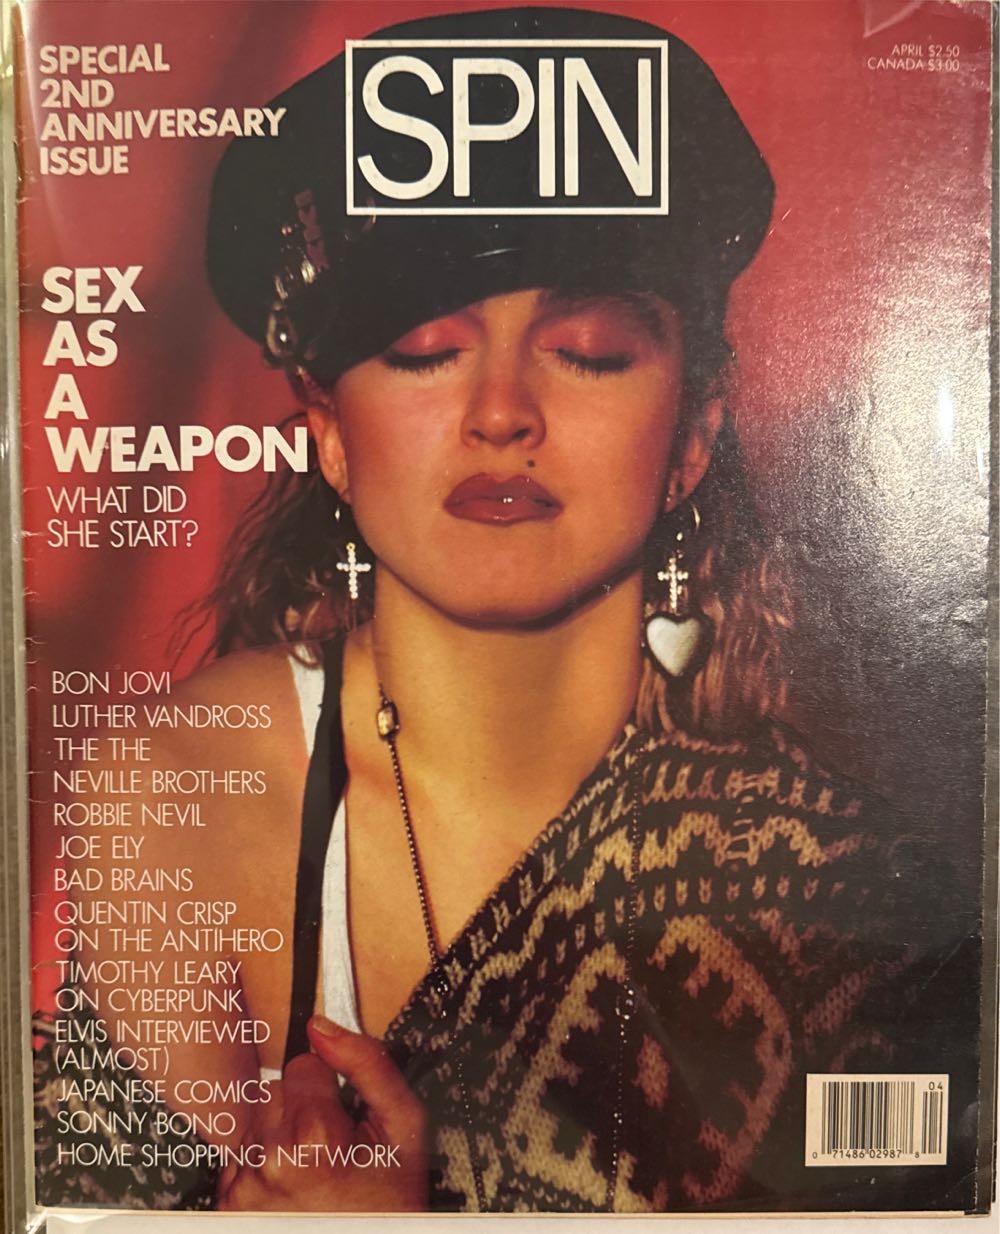 SPECIAL
2ND
ANNIVERSARY
ISSUE
SPIN
APRIL $2.50
CANADA $3.00
SEX
AS
A
WEAPON
WHAT DID
SHE START?
BON JOVI
LUTHER VANDROSS
THE THE
NEVILLE BROTHERS
ROBBIE NEVIL
JOE ELY
BAD BRAINS
QUENTIN CRISP
ON THE ANTIHERO
TIMOTHY LEARY
ON CYBERPUNK
ELVIS INTERVIEWED
(ALMOST)
JAPANESE COMICS
SONNY BONO
HOME SHOPPING NETWORK
04
0 71486 02987 8